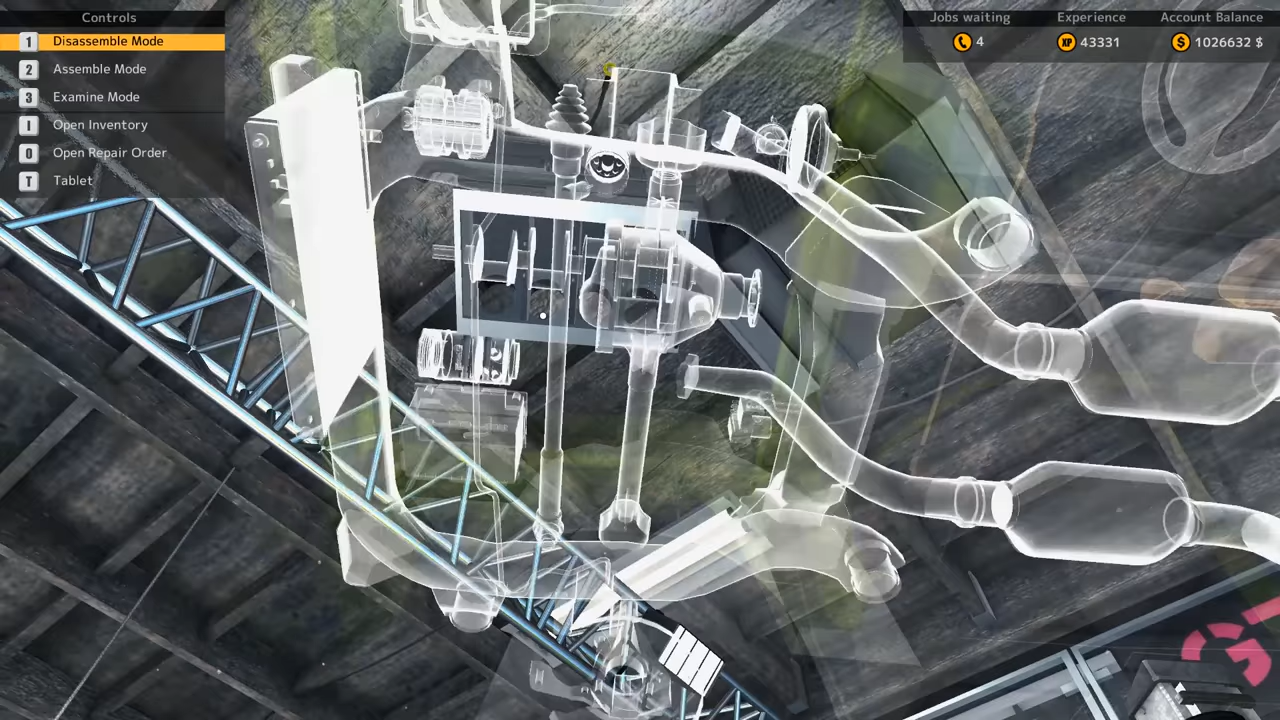 Controls
1 Disassemble Mode
2 Assemble Mode
3 Examine Mode
I Open Inventory
O Open Repair Order
T Tablet
Jobs waiting Experience Account Balance
4 XP 43331 $ 1026632 $